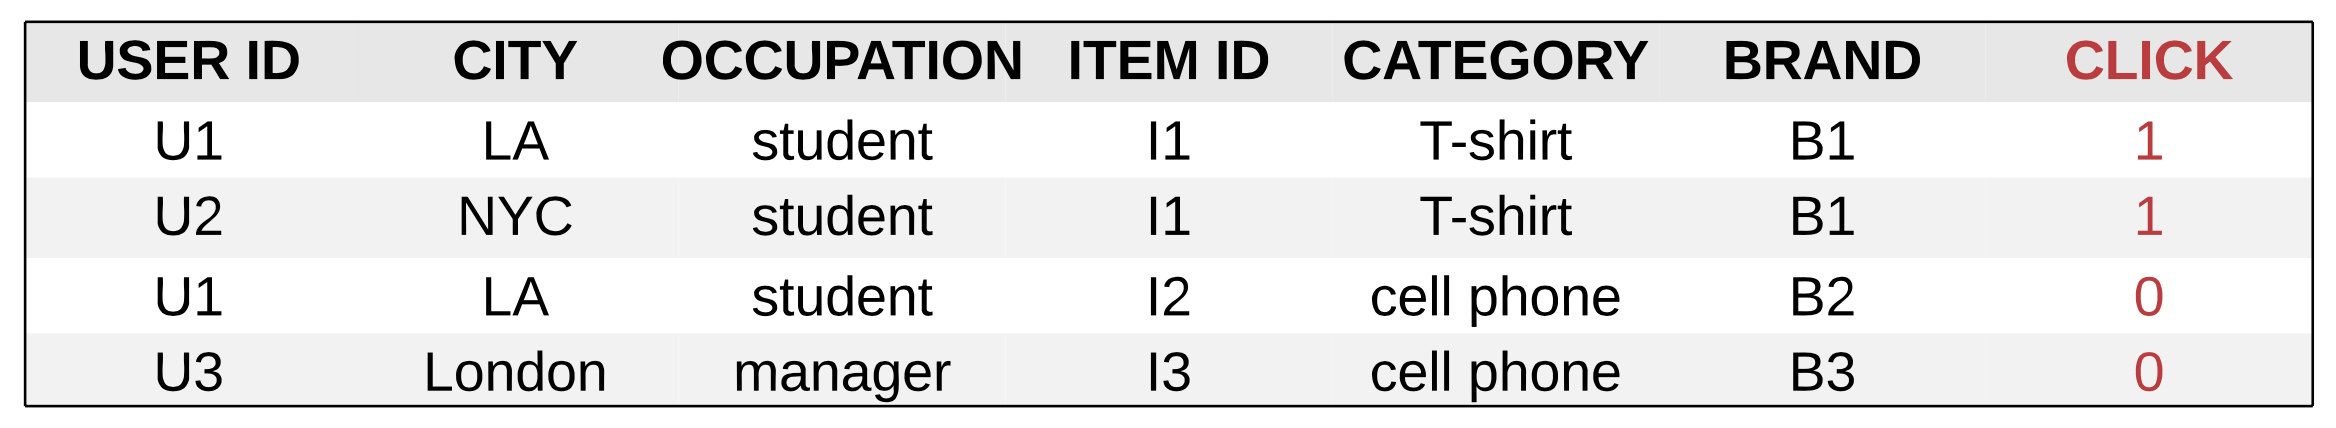 USER ID CITY OCCUPATION ITEM ID CATEGORY BRAND CLICK
U1 LA student I1 T-shirt B1 1
U2 NYC student I1 T-shirt B1 1
U1 LA student I2 cell phone B2 0
U3 London manager I3 cell phone B3 0